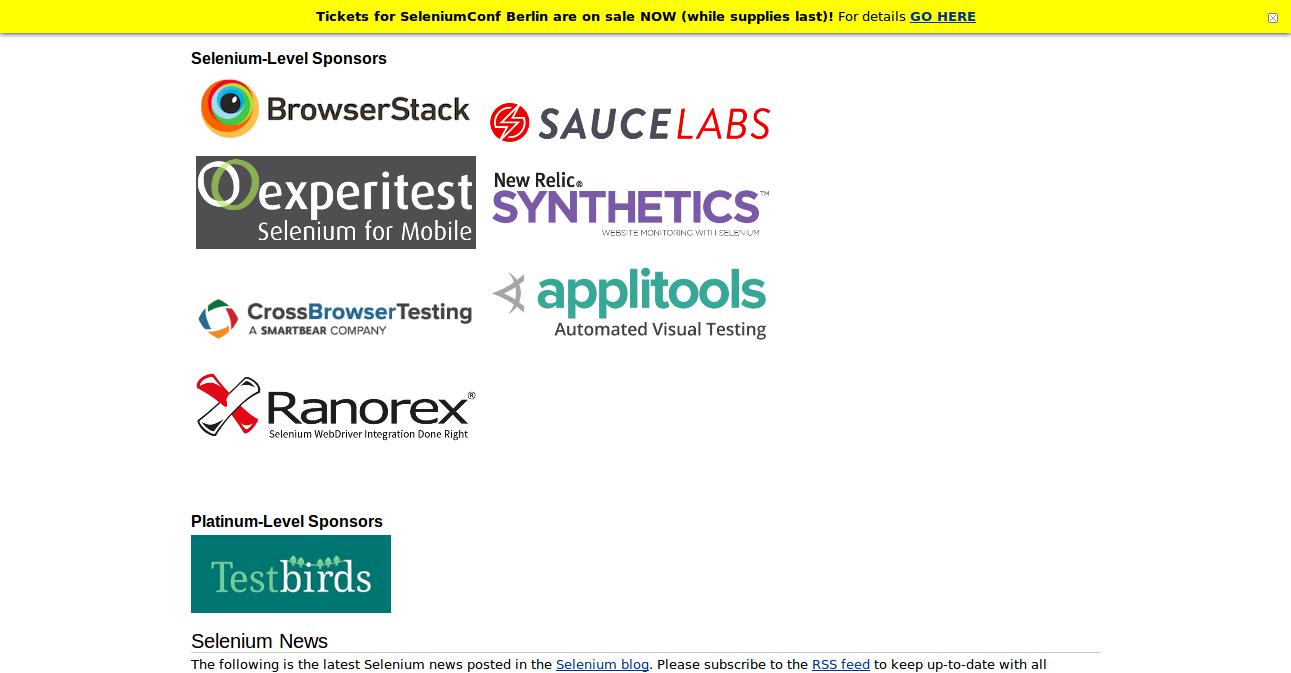 Tickets for SeleniumConf Berlin are on sale NOW (while supplies last)! For details GO HERE
Selenium-Level Sponsors
BrowserStack
SAUCELABS
experitest
Selenium for Mobile
New Relic®
SYNTHETICS™
WEBSITE MONITORING WITH SELENIUM
CrossBrowserTesting
A SMARTBEAR COMPANY
applitools
Automated Visual Testing
Ranorex®
Selenium WebDriver Integration Done Right
Platinum-Level Sponsors
Testbirds
Selenium News
The following is the latest Selenium news posted in the Selenium blog. Please subscribe to the RSS feed to keep up-to-date with all